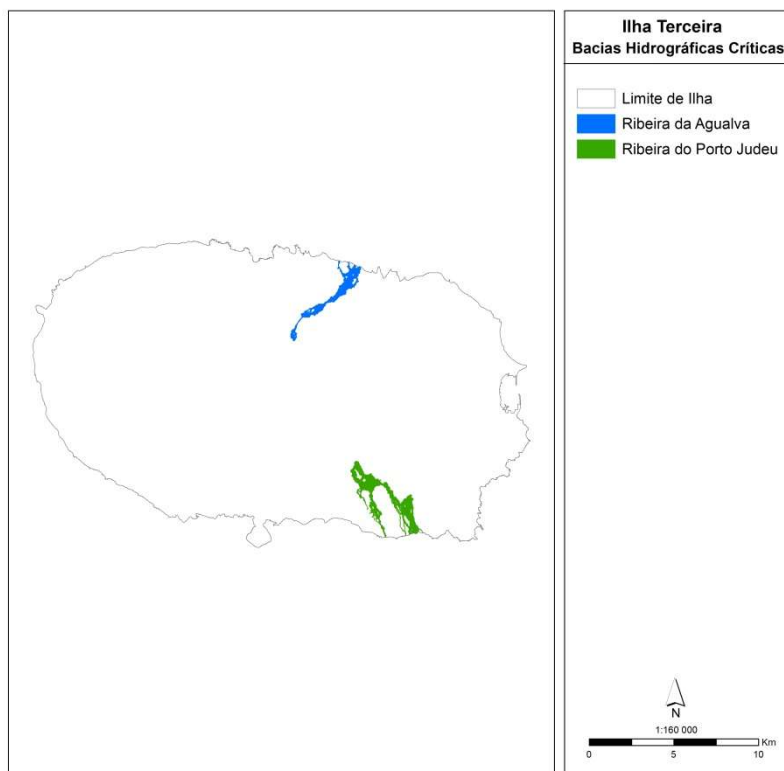 Ilha Terceira
Bacias Hidrográficas Críticas
Limite de Ilha
Ribeira da Agualva
Ribeira do Porto Judeu
N
1:160 000
Km
0 5 10